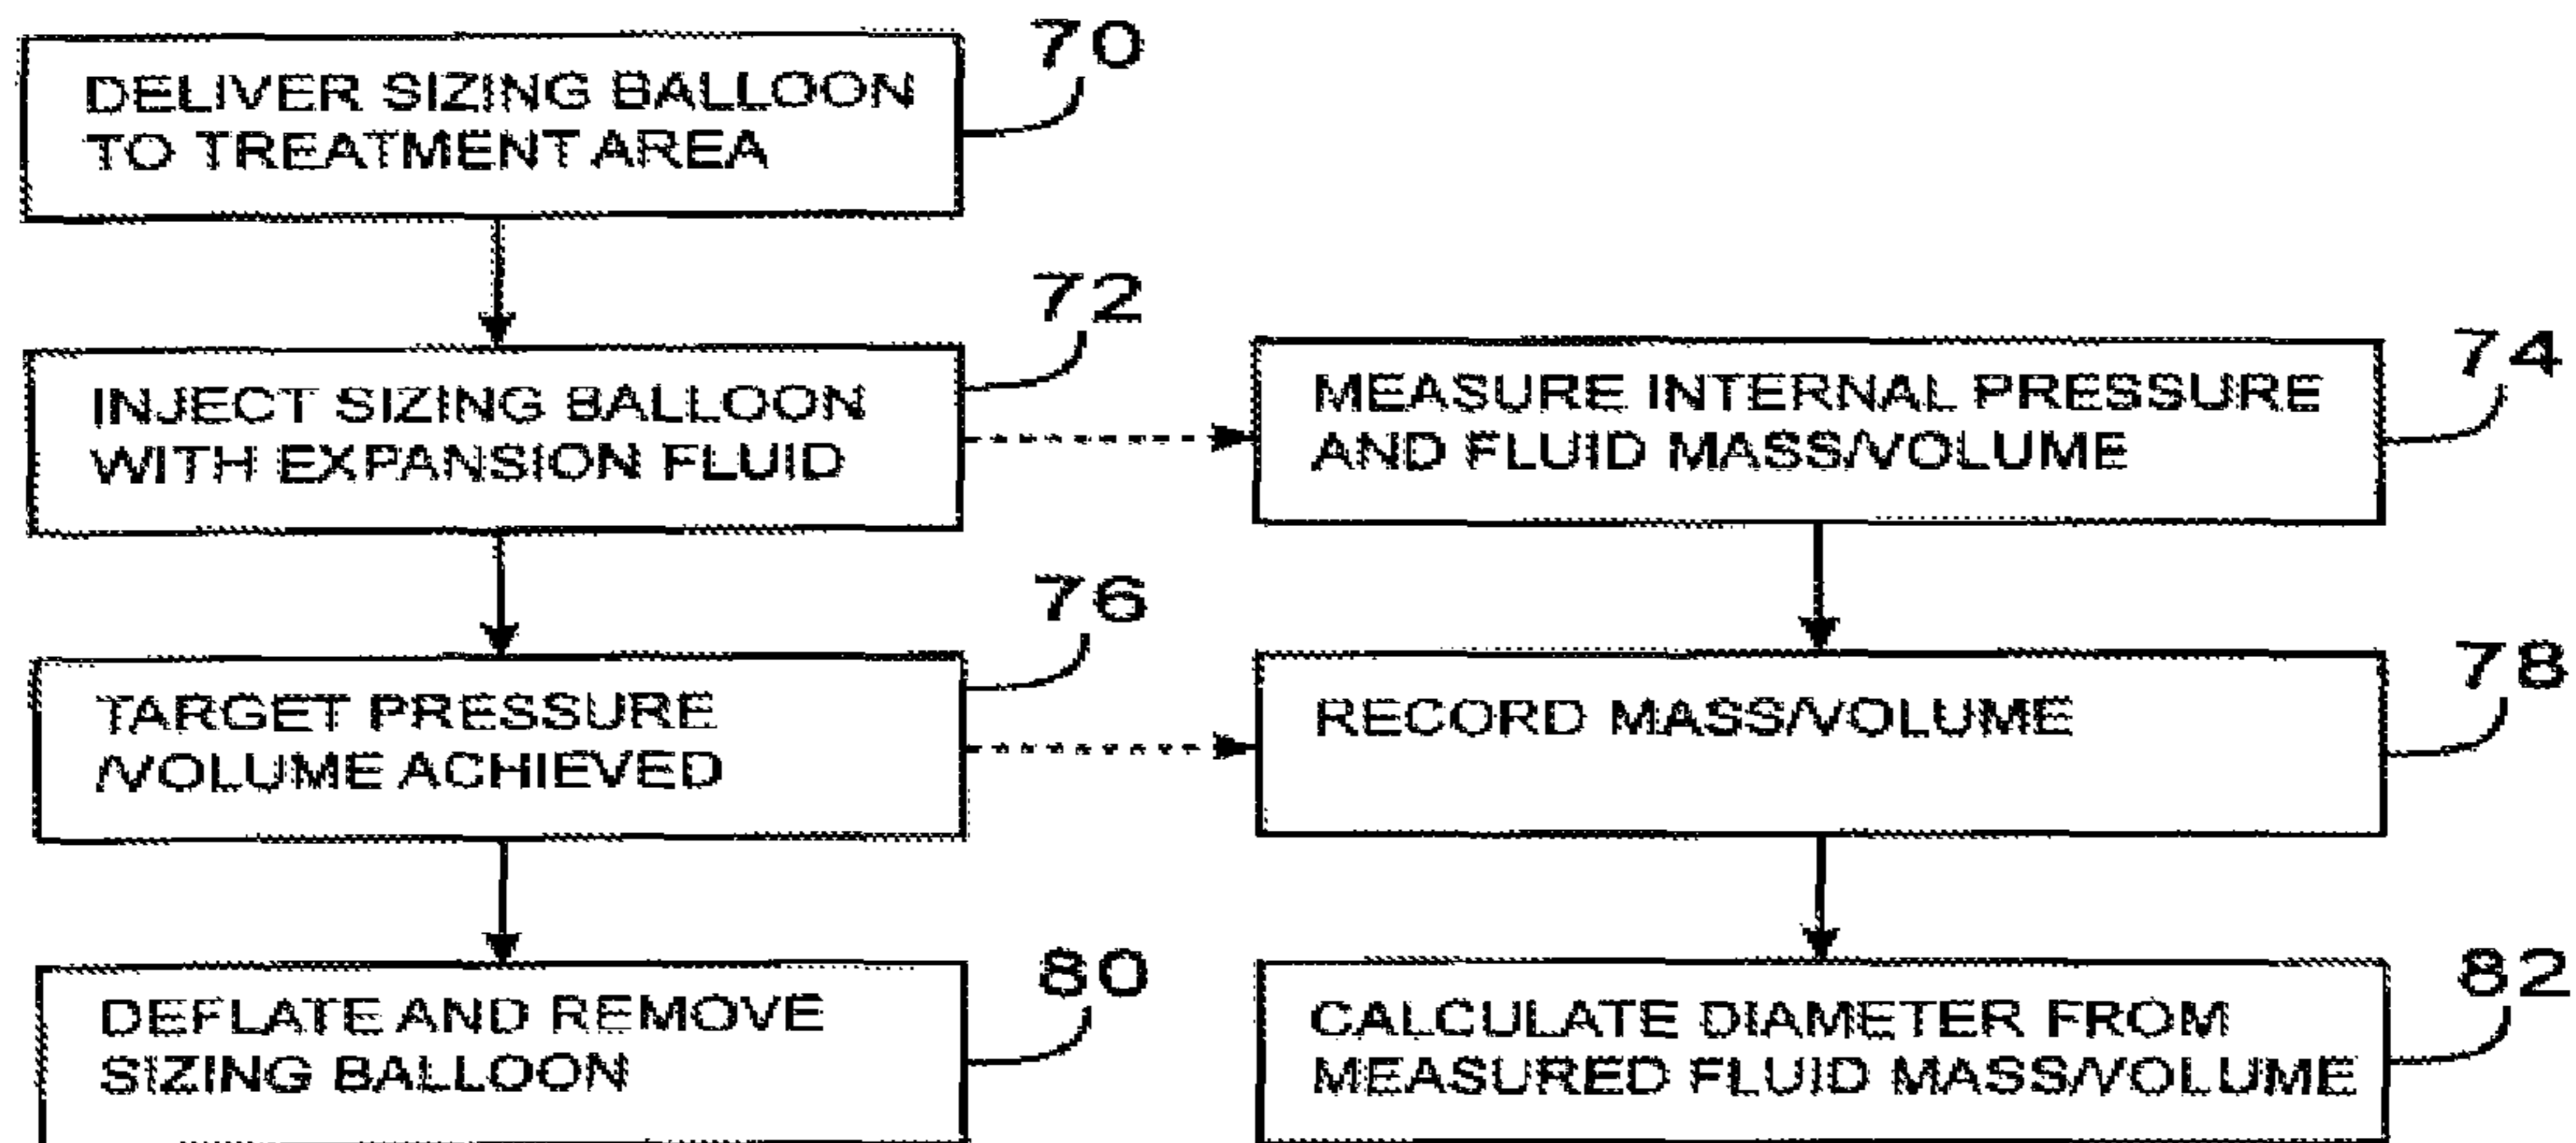 70
DELIVER SIZING BALLOON
TO TREATMENT AREA
72
INJECT SIZING BALLOON
WITH EXPANSION FLUID
74
MEASURE INTERNAL PRESSURE
AND FLUID MASS/VOLUME
76
TARGET PRESSURE
/VOLUME ACHIEVED
78
RECORD MASS/VOLUME
80
DEFLATE AND REMOVE
SIZING BALLOON
82
CALCULATE DIAMETER FROM
MEASURED FLUID MASS/VOLUME